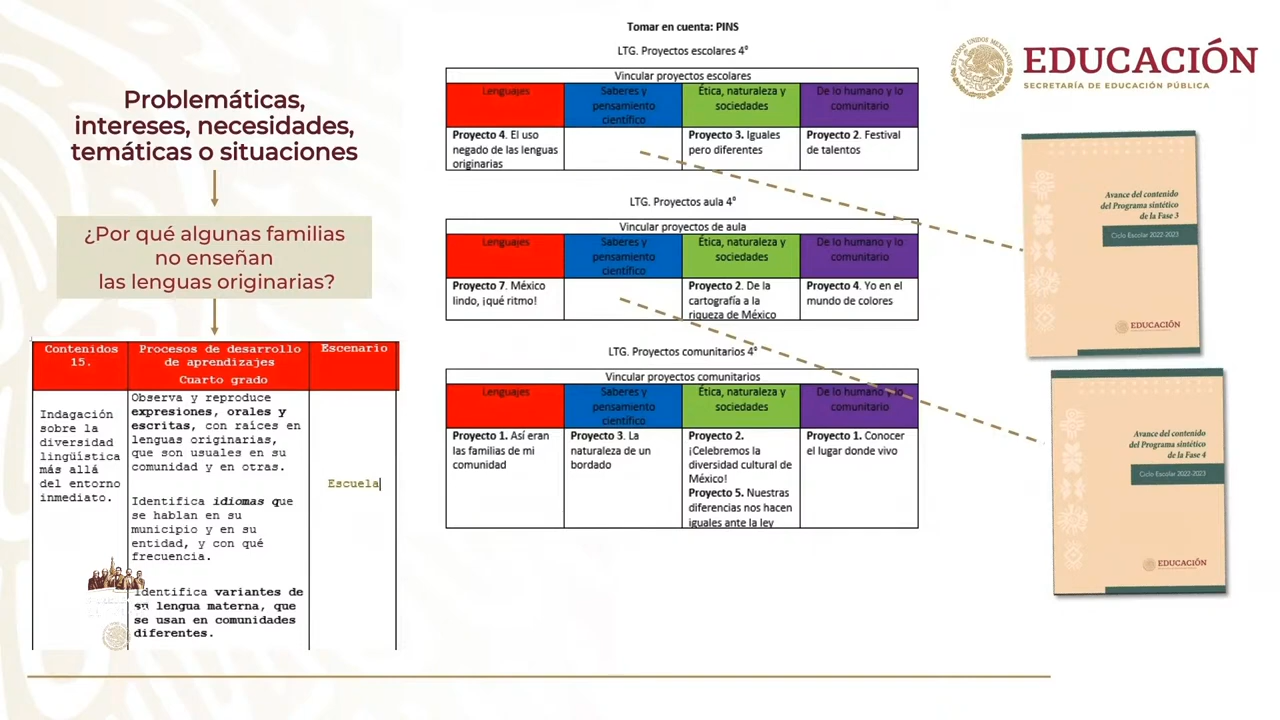 Problemáticas,
intereses, necesidades,
temáticas o situaciones
¿Por qué algunas familias
no enseñan
las lenguas originarias?
Contenidos
15.
Procesos de desarrollo
de aprendizajes
Cuarto grado
Escenario
Indagación
sobre la
diversidad
lingüística
más allá
del entorno
inmediato.
Observa y reproduce
expresiones, orales y
escritas, con raíces en
lenguas originarias,
que son usuales en su
comunidad y en otras.
Identifica idiomas que
se hablan en su
municipio y en su
entidad, y con qué
frecuencia.
Identifica variantes de
su lengua materna, que
se usan en comunidades
diferentes.
Escuela
Tomar en cuenta: PINS
LTG. Proyectos escolares 4°
Vincular proyectos escolares
Lenguajes
Saberes y
pensamiento
científico
Ética, naturaleza y
sociedades
De lo humano y lo
comunitario
Proyecto 4. El uso
negado de las lenguas
originarias
Proyecto 3. Iguales
pero diferentes
Proyecto 2. Festival
de talentos
LTG. Proyectos aula 4°
Vincular proyectos de aula
Lenguajes
Saberes y
pensamiento
científico
Ética, naturaleza y
sociedades
De lo humano y lo
comunitario
Proyecto 7. México
lindo, ¡qué ritmo!
Proyecto 2. De la
cartografía a la
riqueza de México
Proyecto 4. Yo en el
mundo de colores
LTG. Proyectos comunitarios 4°
Vincular proyectos comunitarios
Lenguajes
Saberes y
pensamiento
científico
Ética, naturaleza y
sociedades
De lo humano y lo
comunitario
Proyecto 1. Así eran
las familias de mi
comunidad
Proyecto 3. La
naturaleza de un
bordado
Proyecto 2.
¡Celebremos la
diversidad cultural de
México!
Proyecto 5. Nuestras
diferencias nos hacen
iguales ante la ley
Proyecto 1. Conocer
el lugar donde vivo
EDUCACIÓN
SECRETARÍA DE EDUCACIÓN PÚBLICA
Avance del contenido
del Programa sintético
de la Fase 3
Ciclo Escolar 2022-2023
EDUCACIÓN
Avance del contenido
del Programa sintético
de la Fase 4
Ciclo Escolar 2022-2023
EDUCACIÓN